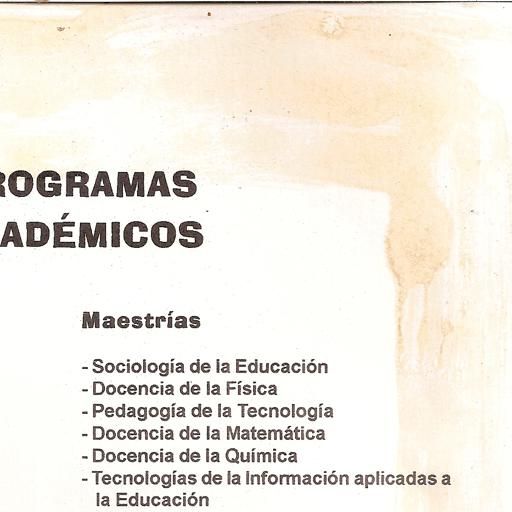 ROGRAMAS
ADÉMICOS
Maestrías
- Sociología de la Educación
- Docencia de la Física
- Pedagogía de la Tecnología
- Docencia de la Matemática
- Docencia de la Química
- Tecnologías de la Información aplicadas a
la Educación